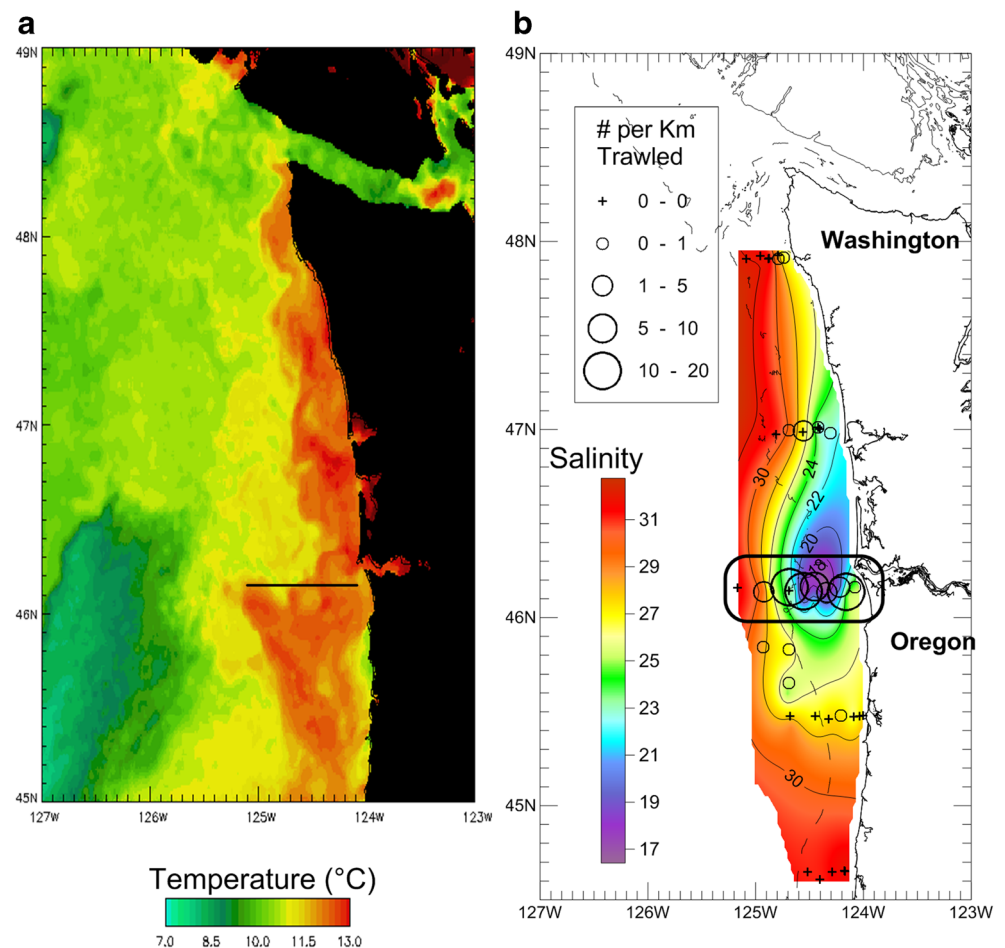 a
b
49N
48N
47N
46N
45N
127W
126W
125W
124W
123W
Temperature (°C)
7.0 8.5 10.0 11.5 13.0
49N
48N
47N
46N
45N
127W
126W
125W
124W
123W
# per Km
Trawled
0 - 0
0 - 1
1 - 5
5 - 10
10 - 20
Washington
Oregon
Salinity
31
29
27
25
23
21
19
17
30
24
22
20
18
30